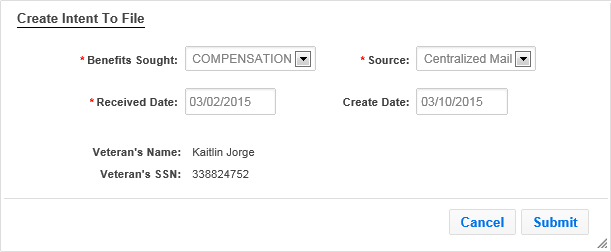 Create Intent To File
* Benefits Sought: COMPENSATION * Source: Centralized Mail
* Received Date: 03/02/2015 Create Date: 03/10/2015
Veteran's Name: Kaitlin Jorge
Veteran's SSN: 338824752
Cancel Submit